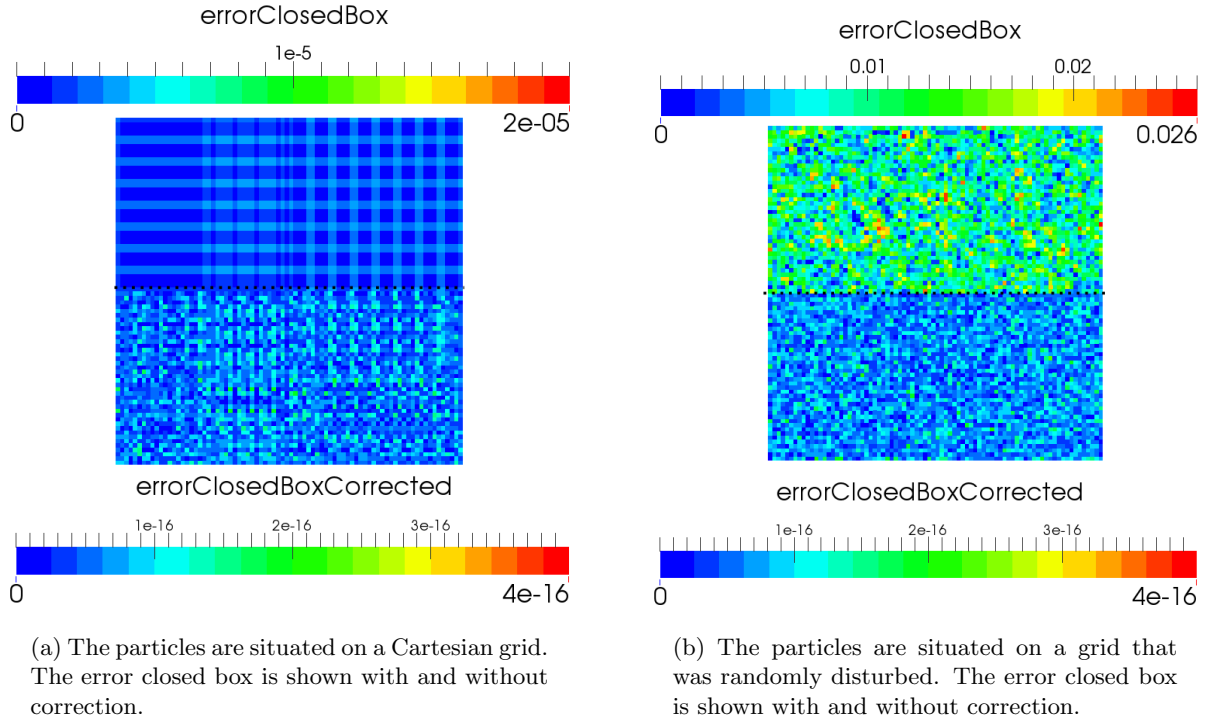 errorClosedBox
1e-5
0 2e-05
errorClosedBoxCorrected
1e-16 2e-16 3e-16
0 4e-16
(a) The particles are situated on a Cartesian grid.
The error closed box is shown with and without
correction.
errorClosedBox
0.01 0.02
0 0.026
errorClosedBoxCorrected
1e-16 2e-16 3e-16
0 4e-16
(b) The particles are situated on a grid that
was randomly disturbed. The error closed box
is shown with and without correction.